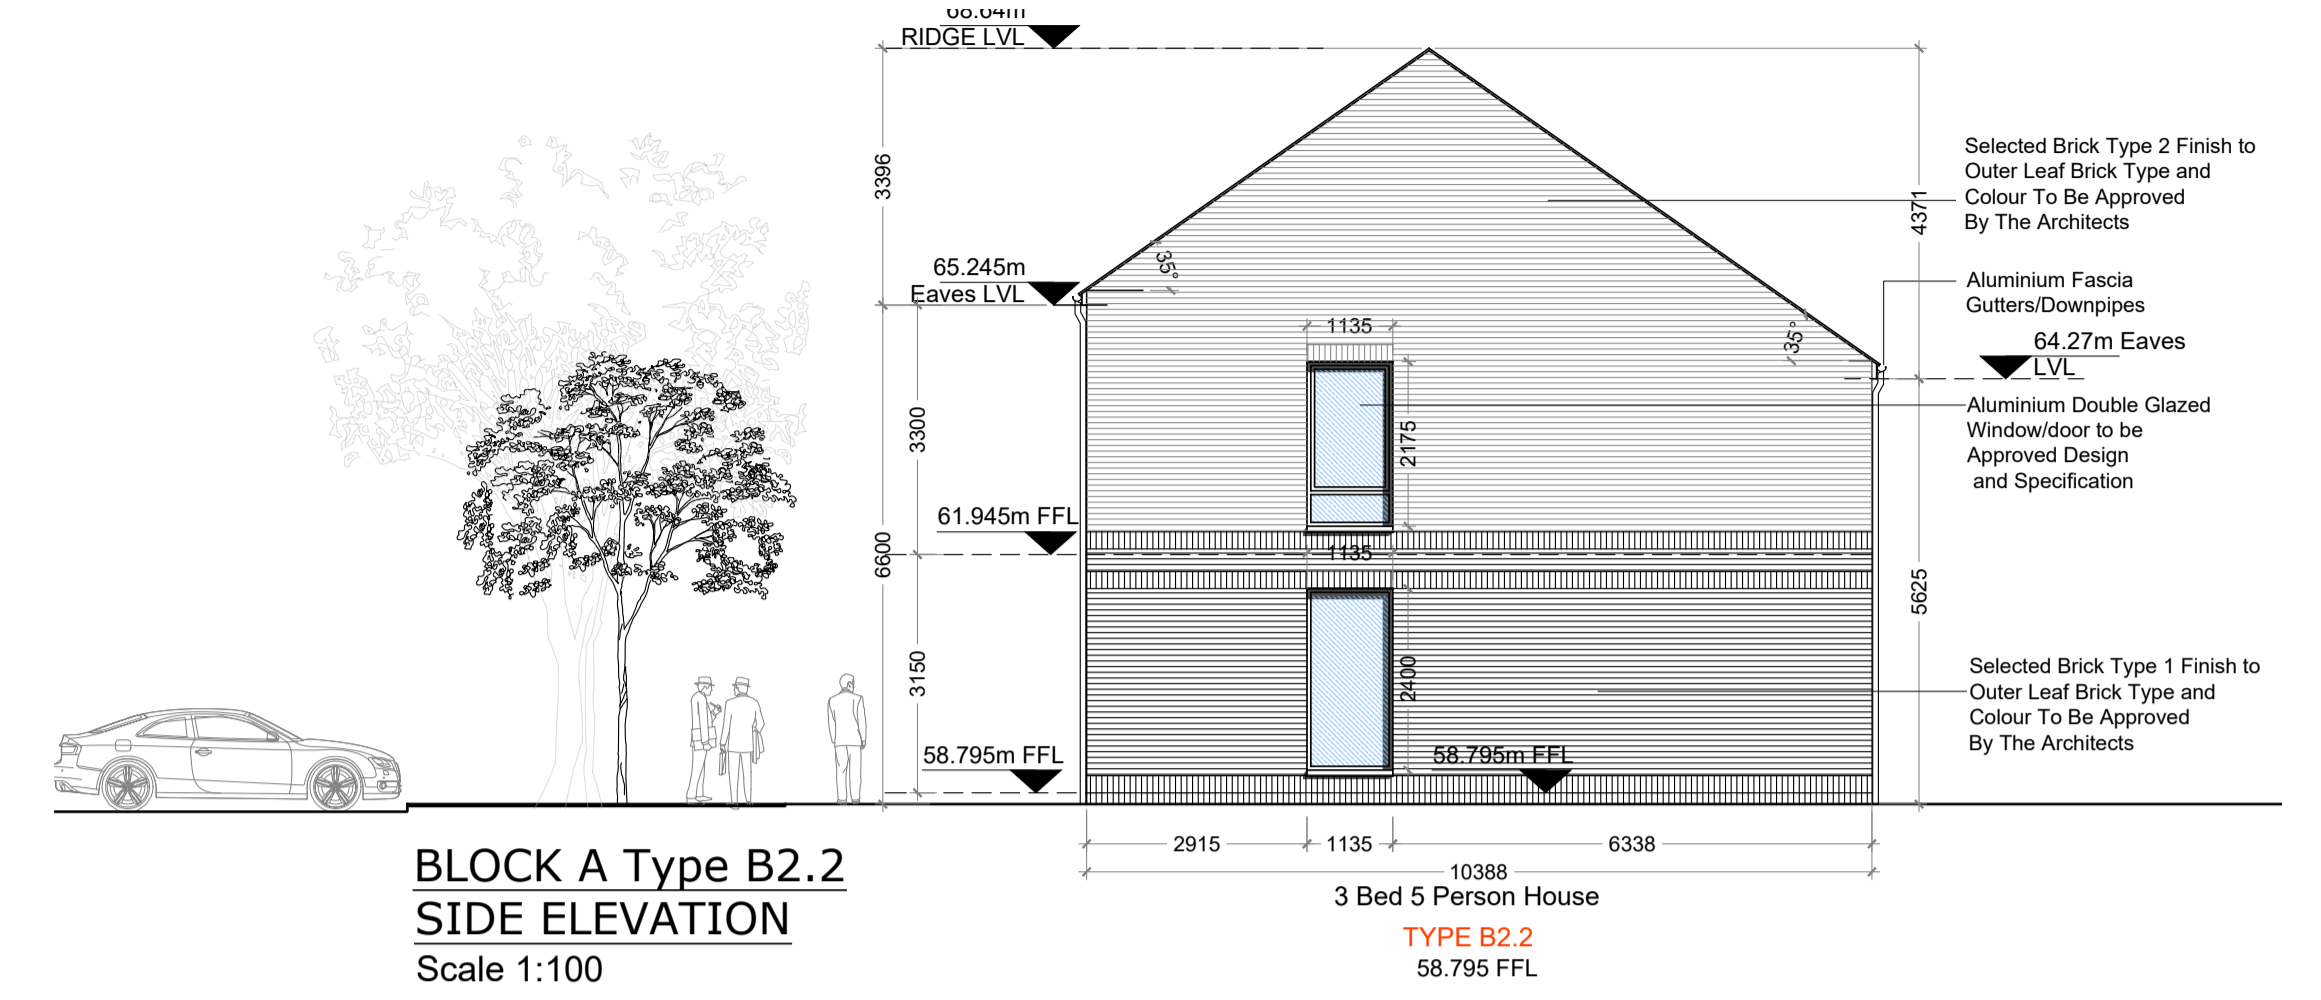 68.64m
RIDGE LVL
3396
4371
Selected Brick Type 2 Finish to
Outer Leaf Brick Type and
Colour To Be Approved
By The Architects
35°
65.245m
Eaves LVL
Aluminium Fascia
Gutters/Downpipes
1135
35°
64.27m Eaves
LVL
3300
2175
Aluminium Double Glazed
Window/door to be
Approved Design
and Specification
61.945m FFL
1135
6600
5625
3150
2400
Selected Brick Type 1 Finish to
Outer Leaf Brick Type and
Colour To Be Approved
By The Architects
58.795m FFL
58.795m FFL
2915
1135
6338
10388
BLOCK A Type B2.2
SIDE ELEVATION
Scale 1:100
3 Bed 5 Person House
TYPE B2.2
58.795 FFL